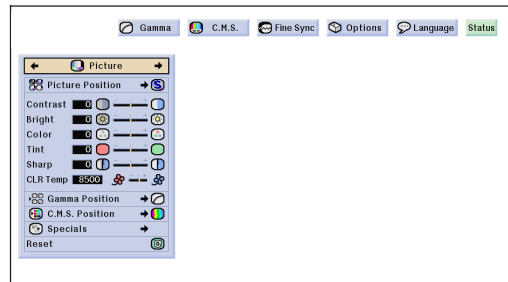 Gamma C.M.S. Fine Sync Options Language Status
Picture
Picture Position S
Contrast 0
Bright 0
Color 0
Tint 0
Sharp 0
CLR Temp 8500
Gamma Position
C.M.S. Position
Specials
Reset